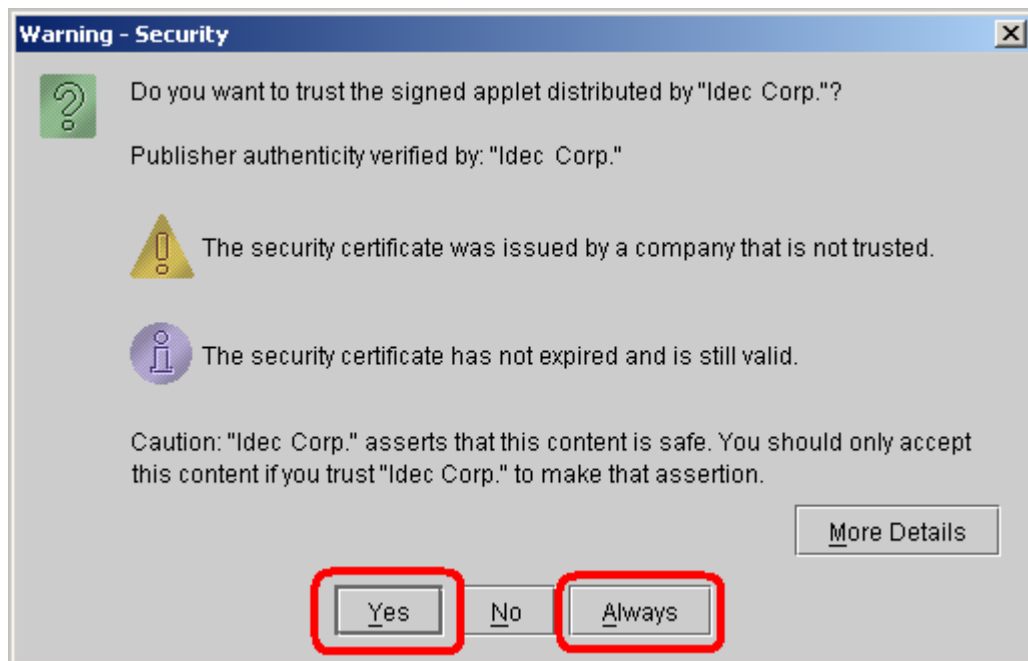 Warning - Security
Do you want to trust the signed applet distributed by "Idec Corp."?
Publisher authenticity verified by: "Idec Corp."
The security certificate was issued by a company that is not trusted.
The security certificate has not expired and is still valid.
Caution: "Idec Corp." asserts that this content is safe. You should only accept
this content if you trust "Idec Corp." to make that assertion.
More Details
Yes No Always